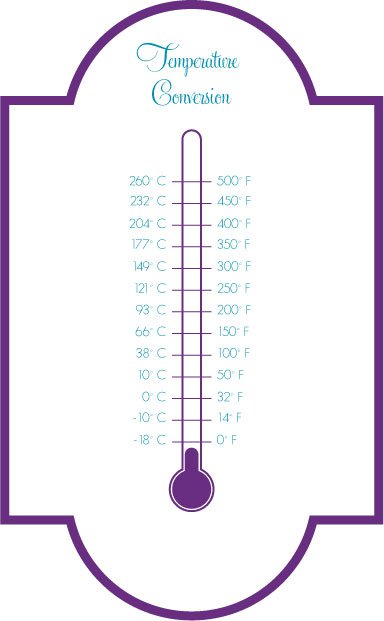 Temperature
Conversion
260° C 500° F
232° C 450° F
204° C 400° F
177° C 350° F
149° C 300° F
121° C 250° F
93° C 200° F
66° C 150° F
38° C 100° F
10° C 50° F
0° C 32° F
-10° C 14° F
-18° C 0° F